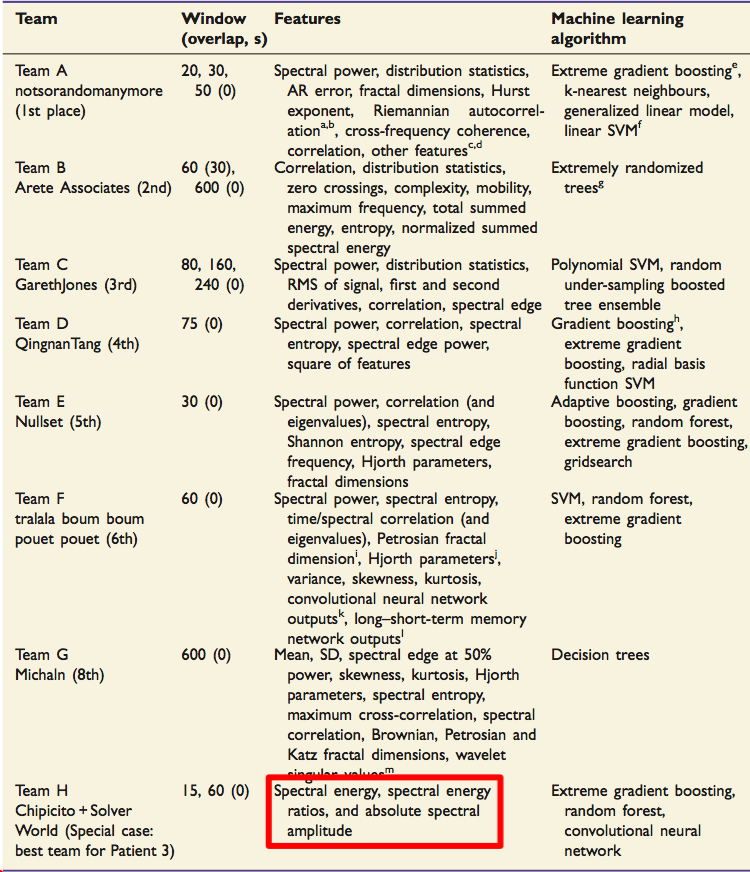 Team
Window
(overlap, s)
Features
Machine learning
algorithm
Team A
notsorandomanymore
(1st place)
20, 30,
50 (0)
Spectral power, distribution statistics,
AR error, fractal dimensions, Hurst
exponent, Riemannian autocorrel-
ationa,b, cross-frequency coherence,
correlation, other featuresc,d
Extreme gradient boostinge,
k-nearest neighbours,
generalized linear model,
linear SVMf
Team B
Arete Associates (2nd)
60 (30),
600 (0)
Correlation, distribution statistics,
zero crossings, complexity, mobility,
maximum frequency, total summed
energy, entropy, normalized summed
spectral energy
Extremely randomized
treesg
Team C
GarethJones (3rd)
80, 160,
240 (0)
Spectral power, distribution statistics,
RMS of signal, first and second
derivatives, correlation, spectral edge
Polynomial SVM, random
under-sampling boosted
tree ensemble
Team D
QingnanTang (4th)
75 (0)
Spectral power, correlation, spectral
entropy, spectral edge power,
square of features
Gradient boostingh,
extreme gradient
boosting, radial basis
function SVM
Team E
Nullset (5th)
30 (0)
Spectral power, correlation (and
eigenvalues), spectral entropy,
Shannon entropy, spectral edge
frequency, Hjorth parameters,
fractal dimensions
Adaptive boosting, gradient
boosting, random forest,
extreme gradient boosting,
gridsearch
Team F
tralala boum boum
pouet pouet (6th)
60 (0)
Spectral power, spectral entropy,
time/spectral correlation (and
eigenvalues), Petrosian fractal
dimensioni, Hjorth parametersj,
variance, skewness, kurtosis,
convolutional neural network
outputsk, long–short-term memory
network outputsl
SVM, random forest,
extreme gradient
boosting
Team G
Michaln (8th)
600 (0)
Mean, SD, spectral edge at 50%
power, skewness, kurtosis, Hjorth
parameters, spectral entropy,
maximum cross-correlation, spectral
correlation, Brownian, Petrosian and
Katz fractal dimensions, wavelet
singular valuesm
Decision trees
Team H
Chipicito + Solver
World (Special case:
best team for Patient 3)
15, 60 (0)
Spectral energy, spectral energy
ratios, and absolute spectral
amplitude
Extreme gradient boosting,
random forest,
convolutional neural
network